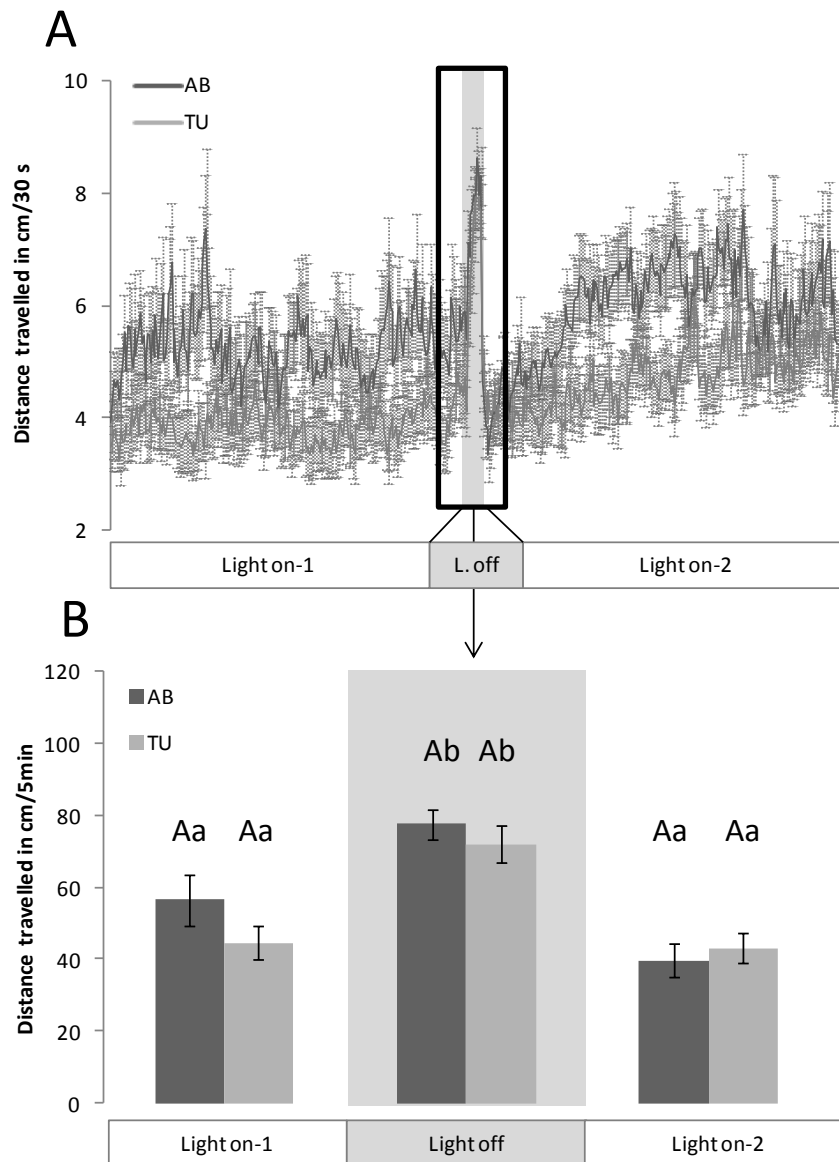 A
Distance travelled in cm/30 s
10
8
6
4
2
AB
TU
Light on-1
L. off
Light on-2
B
Distance travelled in cm/5min
120
100
80
60
40
20
0
AB
TU
Aa Aa
Ab Ab
Aa Aa
Light on-1
Light off
Light on-2